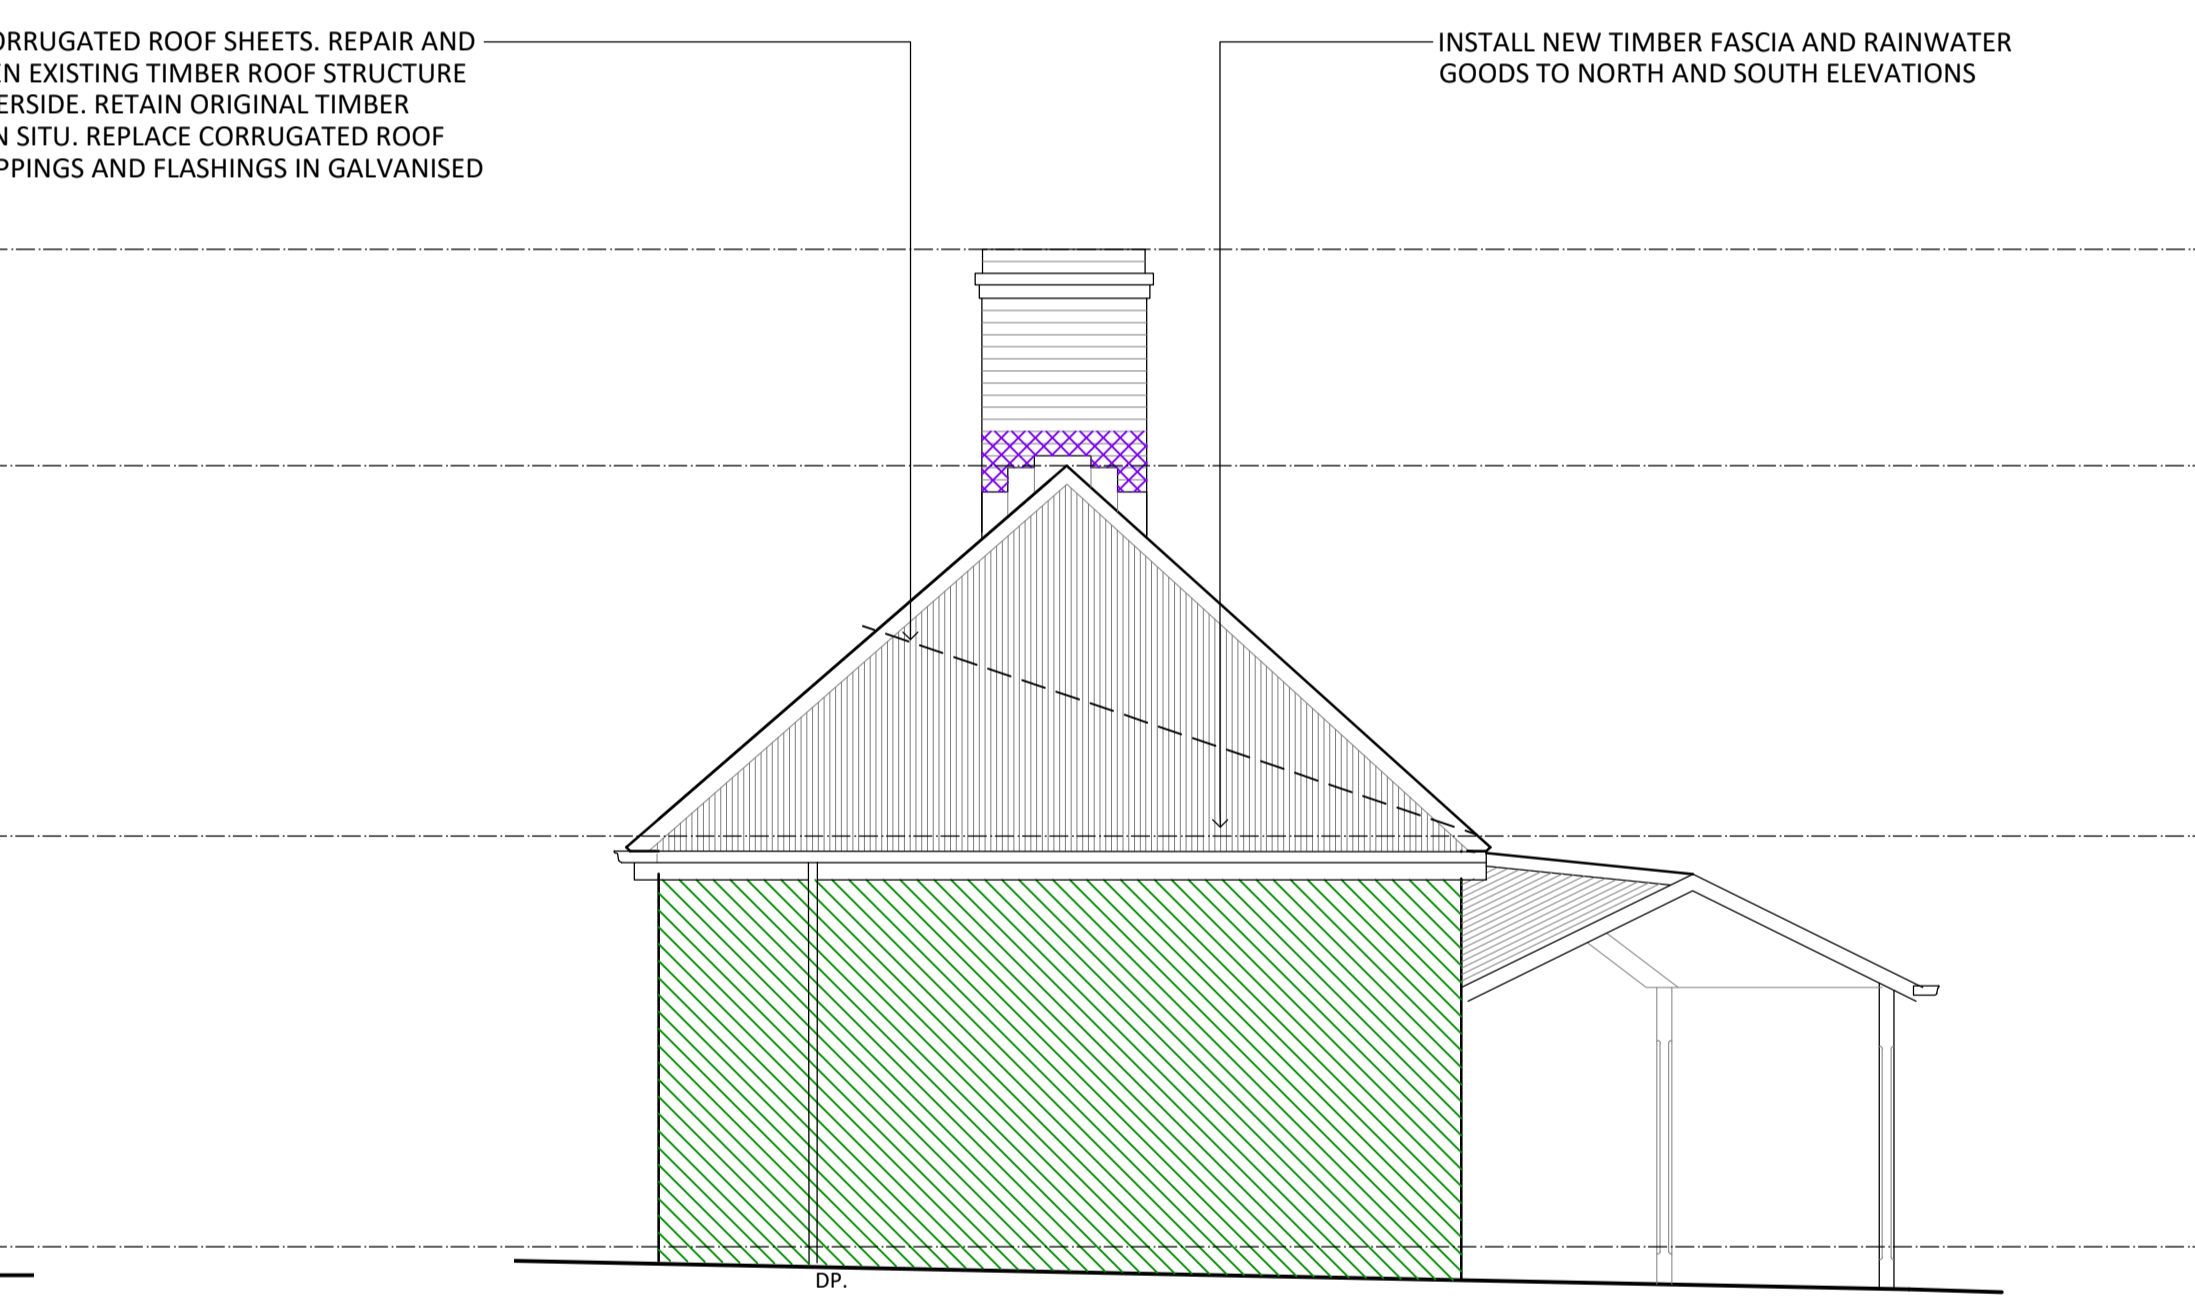 ORRUGATED ROOF SHEETS. REPAIR AND
EN EXISTING TIMBER ROOF STRUCTURE
ERSIDE. RETAIN ORIGINAL TIMBER
N SITU. REPLACE CORRUGATED ROOF
PPINGS AND FLASHINGS IN GALVANISED
INSTALL NEW TIMBER FASCIA AND RAINWATER
GOODS TO NORTH AND SOUTH ELEVATIONS
DP.